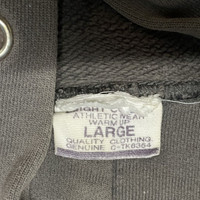 ATHLETIC WEAR
WARM UP
LARGE
QUALITY CLOTHING
GENUINE C-TK6364